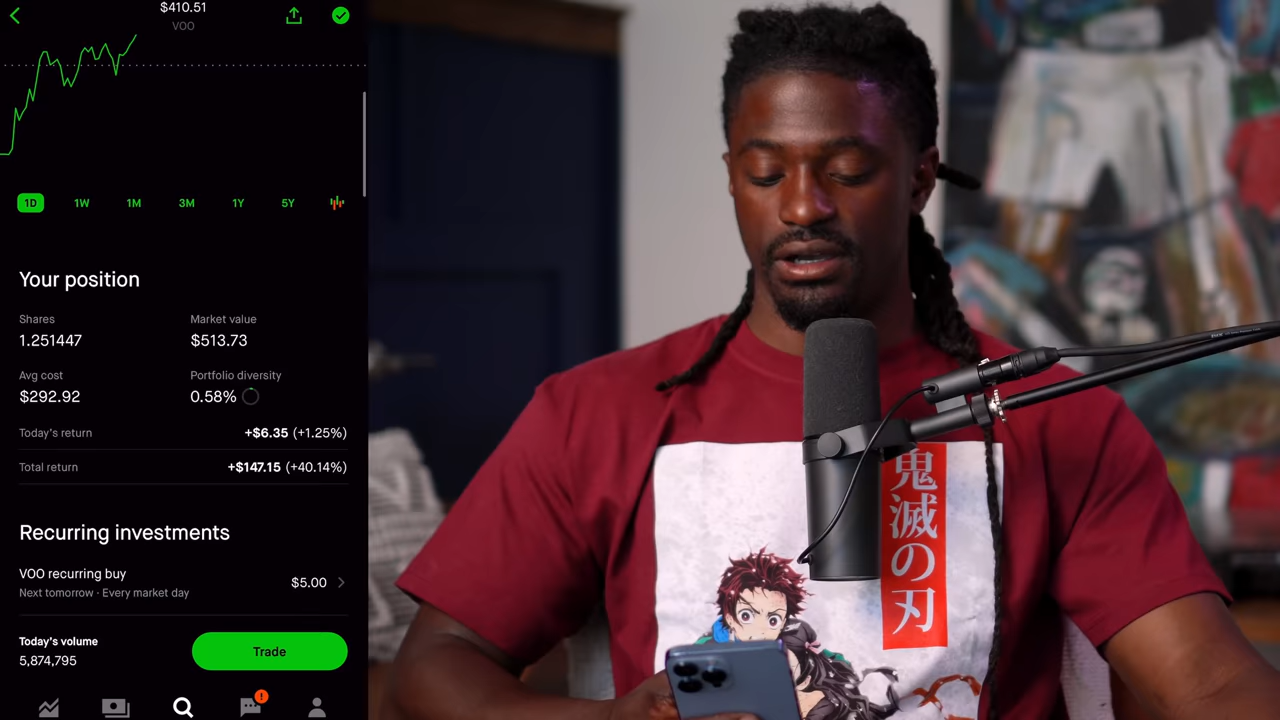 $410.51
VOO
1D 1W 1M 3M 1Y 5Y
Your position
Shares Market value
1.251447 $513.73
Avg cost Portfolio diversity
$292.92 0.58%
Today's return +$6.35 (+1.25%)
Total return +$147.15 (+40.14%)
Recurring investments
VOO recurring buy
$5.00
Next tomorrow · Every market day
Today's volume
5,874,795
Trade
!
鬼滅の刃